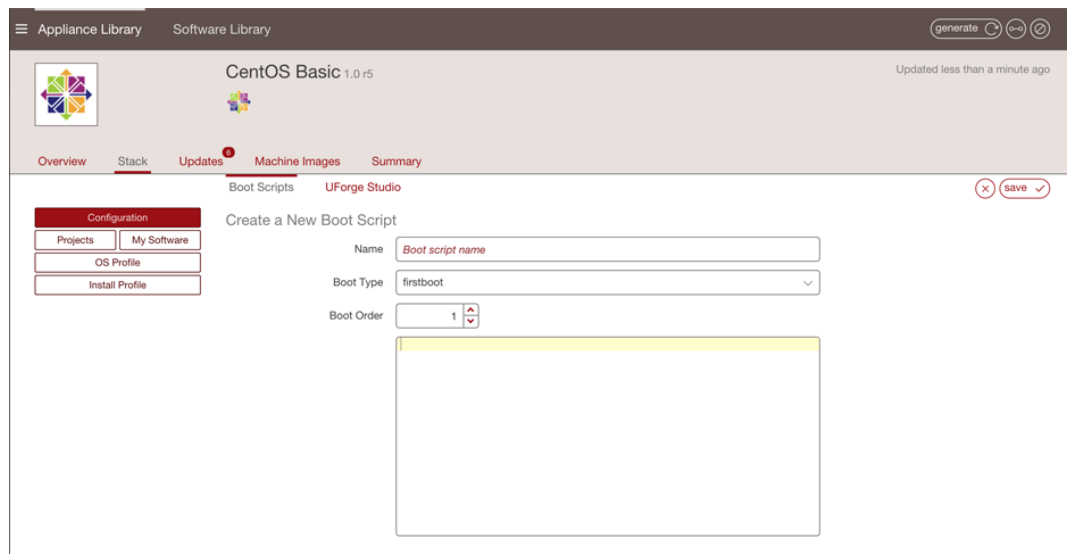 Appliance Library Software Library generate
CentOS Basic 1.0 r5 Updated less than a minute ago
Overview Stack Updates 6 Machine Images Summary
Boot Scripts UForge Studio save
Configuration
Projects My Software
OS Profile
Install Profile
Create a New Boot Script
Name Boot script name
Boot Type firstboot
Boot Order 1